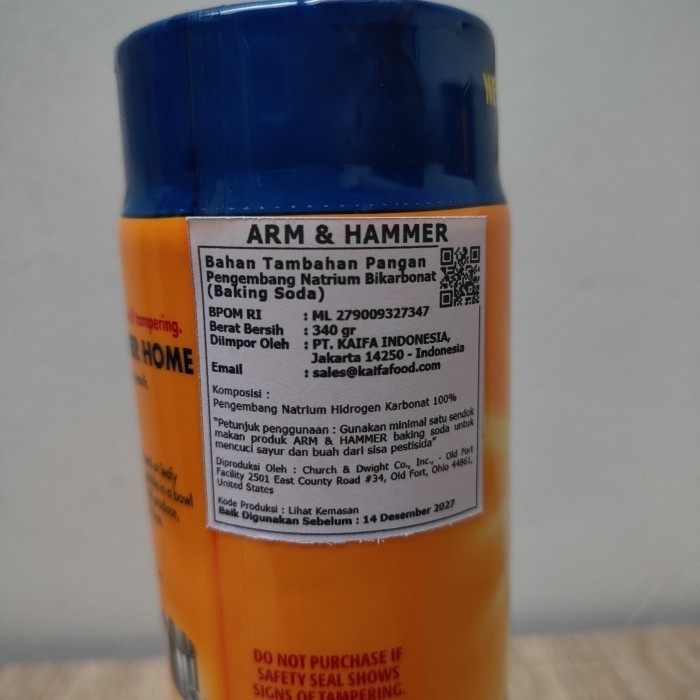 NE
ARM & HAMMER
Bahan Tambahan Pangan
Pengembang Natrium Bikarbonat
(Baking Soda)
BPOM RI : ML 279009327347
Berat Bersih : 340 gr
Diimpor Oleh : PT. KAIFA INDONESIA,
Jakarta 14250 - Indonesia
Email : sales@kaifafood.com
Komposisi :
Pengembang Natrium Hidrogen Karbonat 100%
"Petunjuk penggunaan : Gunakan minimal satu sendok
makan produk ARM & HAMMER baking soda untuk
mencuci sayur dan buah dari sisa pestisida"
Diproduksi Oleh : Church & Dwight Co., Inc., - Old Fort
Facility 2501 East County Road #34, Old Fort, Ohio 44861,
United States
Kode Produksi : Lihat Kemasan
Baik Digunakan Sebelum : 14 Desember 2027
tampering.
HOME
in a bowl
DO NOT PURCHASE IF
SAFETY SEAL SHOWS
SIGNS OF TAMPERING.